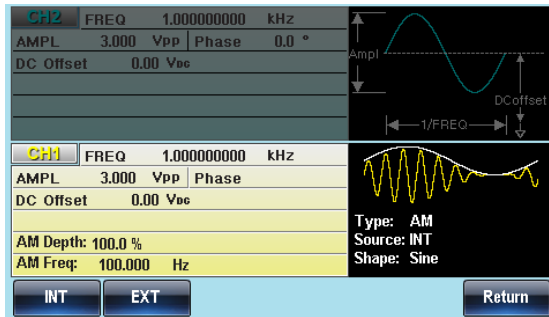 CH2 FREQ 1.000000000 kHz
AMPL 3.000 Vpp Phase 0.0 °
DC Offset 0.00 VDC
Ampl
DCoffset
1/FREQ
CH1 FREQ 1.000000000 kHz
AMPL 3.000 Vpp Phase
DC Offset 0.00 VDC
AM Depth: 100.0 %
AM Freq: 100.000 Hz
Type: AM
Source: INT
Shape: Sine
INT EXT Return